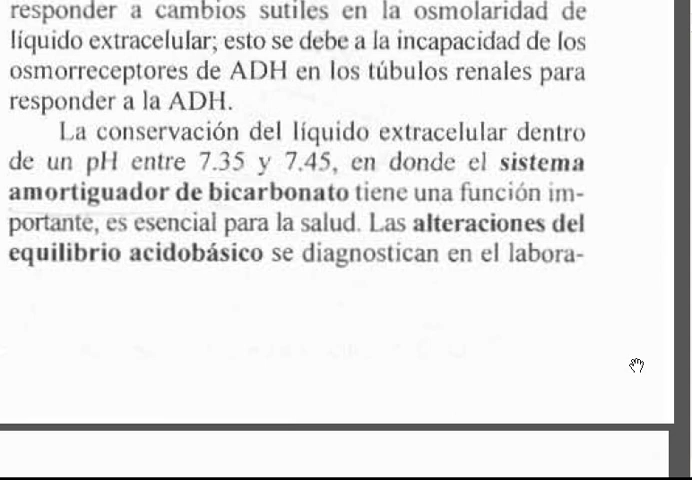 responder a cambios sutiles en la osmolaridad de
líquido extracelular; esto se debe a la incapacidad de los
osmorreceptores de ADH en los túbulos renales para
responder a la ADH.
La conservación del líquido extracelular dentro
de un pH entre 7.35 y 7.45, en donde el sistema
amortiguador de bicarbonato tiene una función im-
portante, es esencial para la salud. Las alteraciones del
equilibrio acidobásico se diagnostican en el labora-